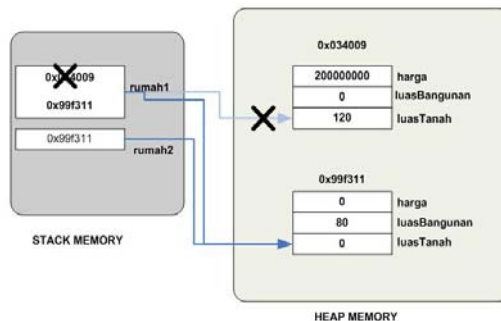 0x034009
0x99f311
rumah1
0x99f311
rumah2
STACK MEMORY
0x034009
200000000 harga
0 luasBangunan
120 luasTanah
0x99f311
0 harga
80 luasBangunan
0 luasTanah
HEAP MEMORY